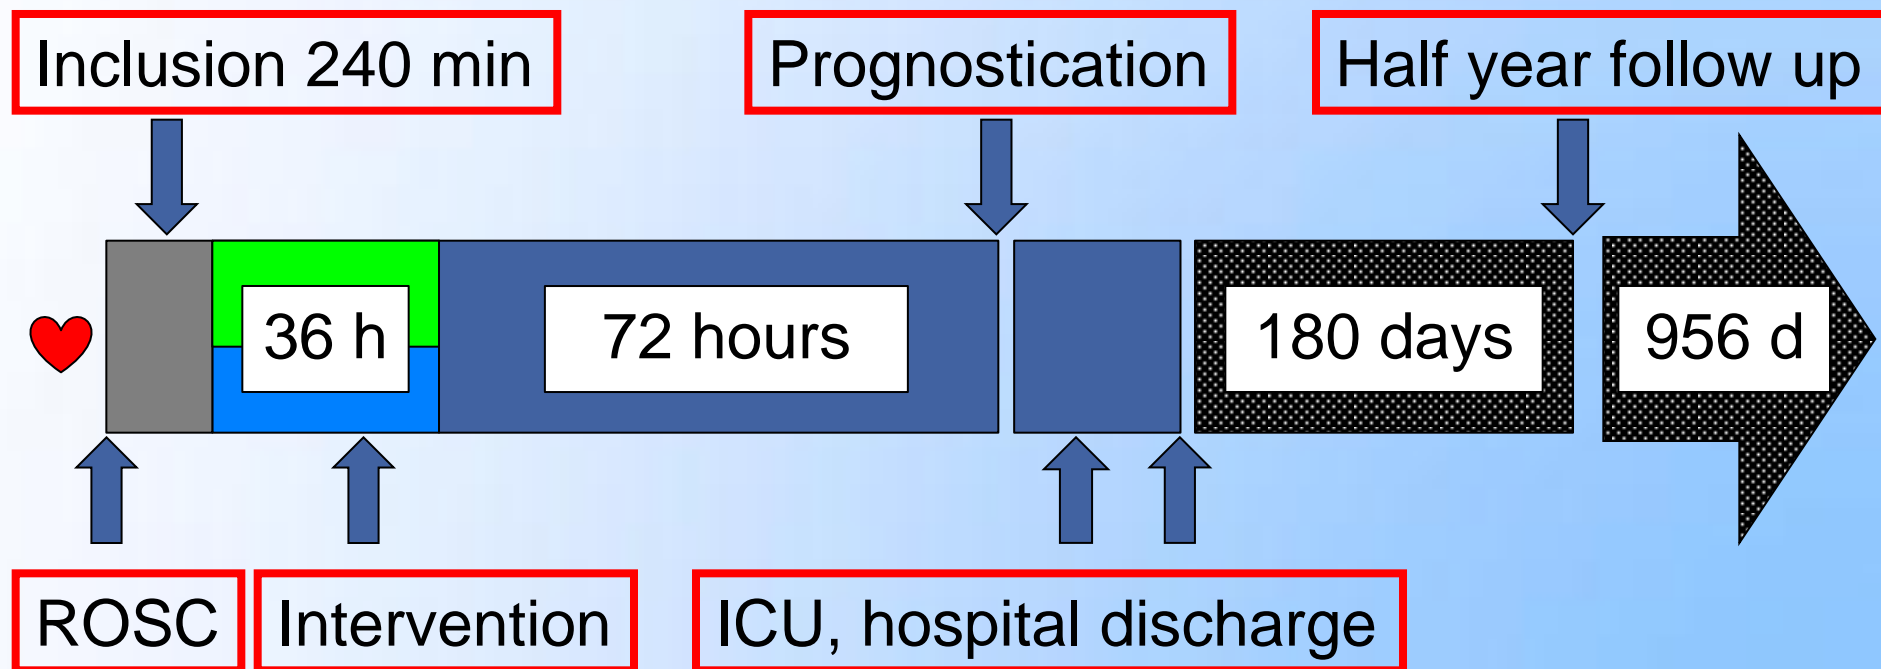 Inclusion 240 min
Prognostication
Half year follow up
36 h
72 hours
180 days
956 d
ROSC
Intervention
ICU, hospital discharge